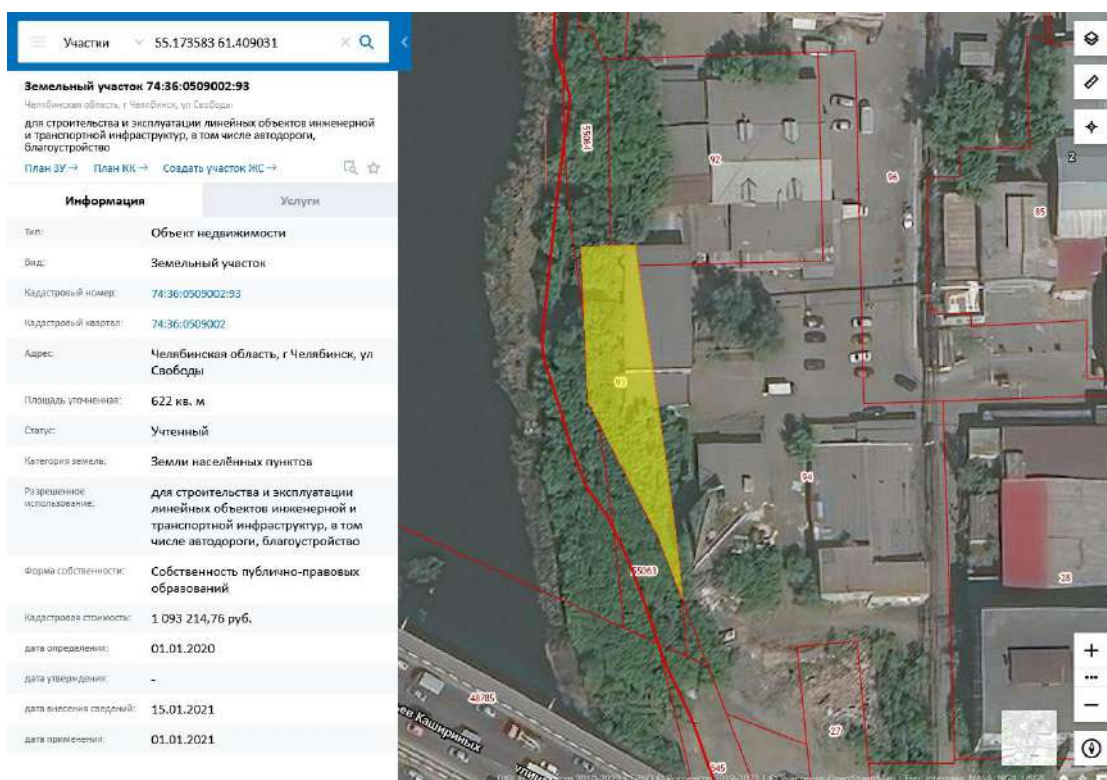 Участки
55.173583 61.409031
Земельный участок 74:36:0509002:93
Челябинская область, г Челябинск, ул Свободы
для строительства и эксплуатации линейных объектов инженерной
и транспортной инфраструктур, в том числе автодороги,
благоустройство
План ЗУ → План КК → Создать участок ЖС →
Информация
Услуги
Тип:
Объект недвижимости
Вид:
Земельный участок
Кадастровый номер:
74:36:0509002:93
Кадастровый квартал:
74:36:0509002
Адрес:
Челябинская область, г Челябинск, ул
Свободы
Площадь уточненная:
622 кв. м
Статус:
Учтенный
Категория земель:
Земли населённых пунктов
Разрешенное
использование:
для строительства и эксплуатации
линейных объектов инженерной и
транспортной инфраструктур, в том
числе автодороги, благоустройство
Форма собственности:
Собственность публично-правовых
образований
Кадастровая стоимость:
1 093 214,76 руб.
дата определения:
01.01.2020
дата утверждения:
-
дата внесения сведений:
15.01.2021
дата применения:
01.01.2021
55064
92
96
2
85
93
94
55063
28
48785
27
545
ев Кашириных
улица